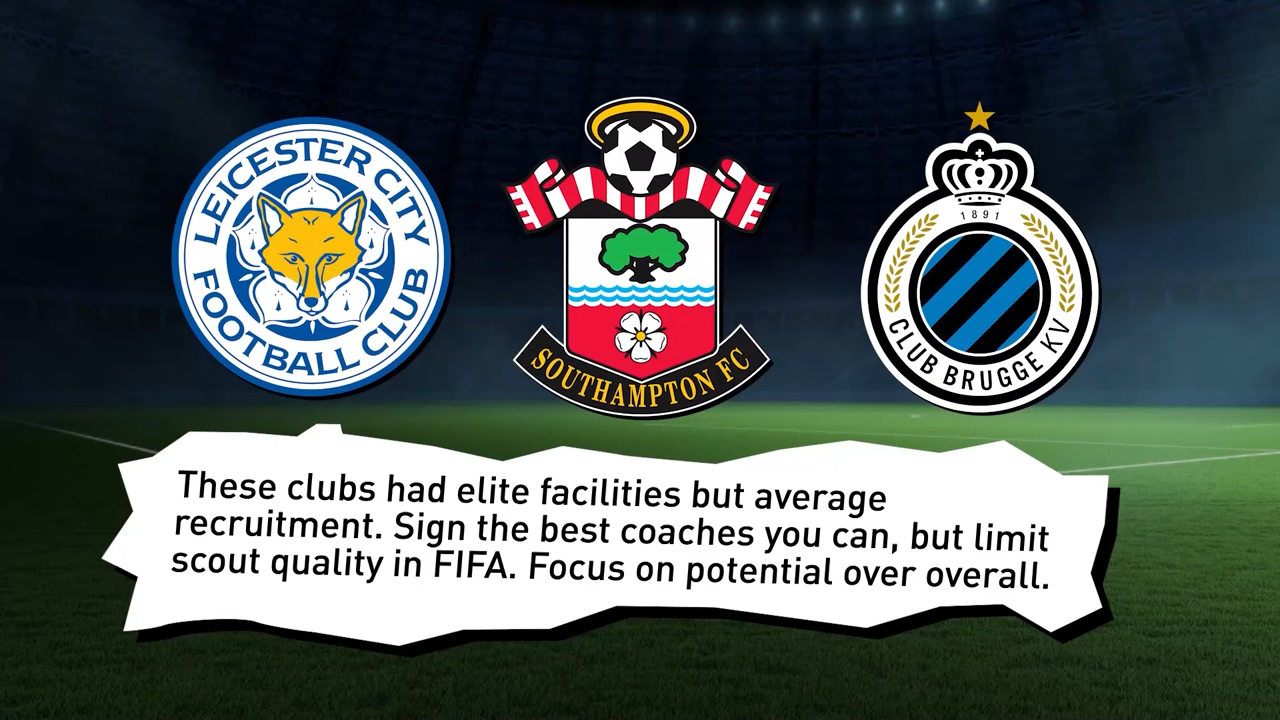 LEICESTER CITY
FOOTBALL CLUB
SOUTHAMPTON FC
1891
CLUB BRUGGE KV
These clubs had elite facilities but average
recruitment. Sign the best coaches you can, but limit
scout quality in FIFA. Focus on potential over overall.